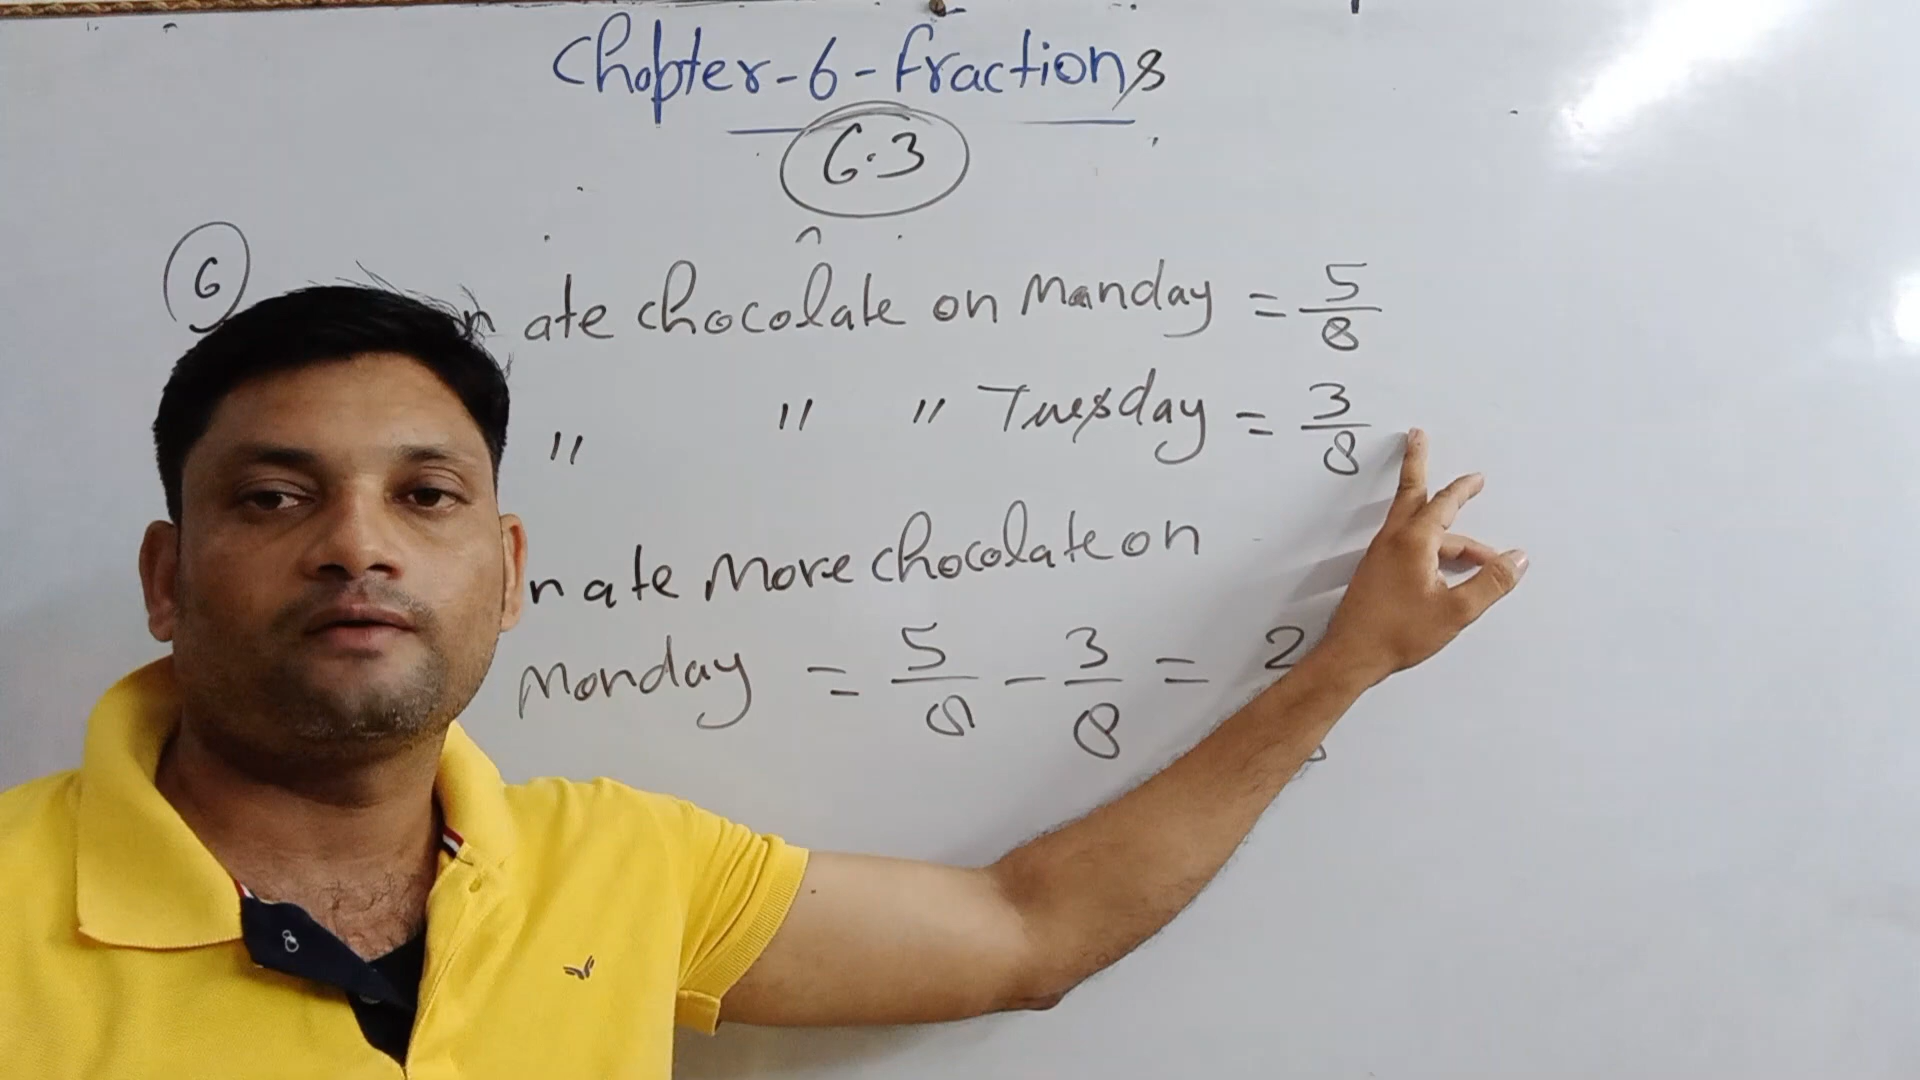 Chapter-6-fractions
6.3
6 ate chocolate on Manday = 5/8
" " " Tuesday = 3/8
ate More chocolate on
Monday = 5/8 - 3/8 = 2